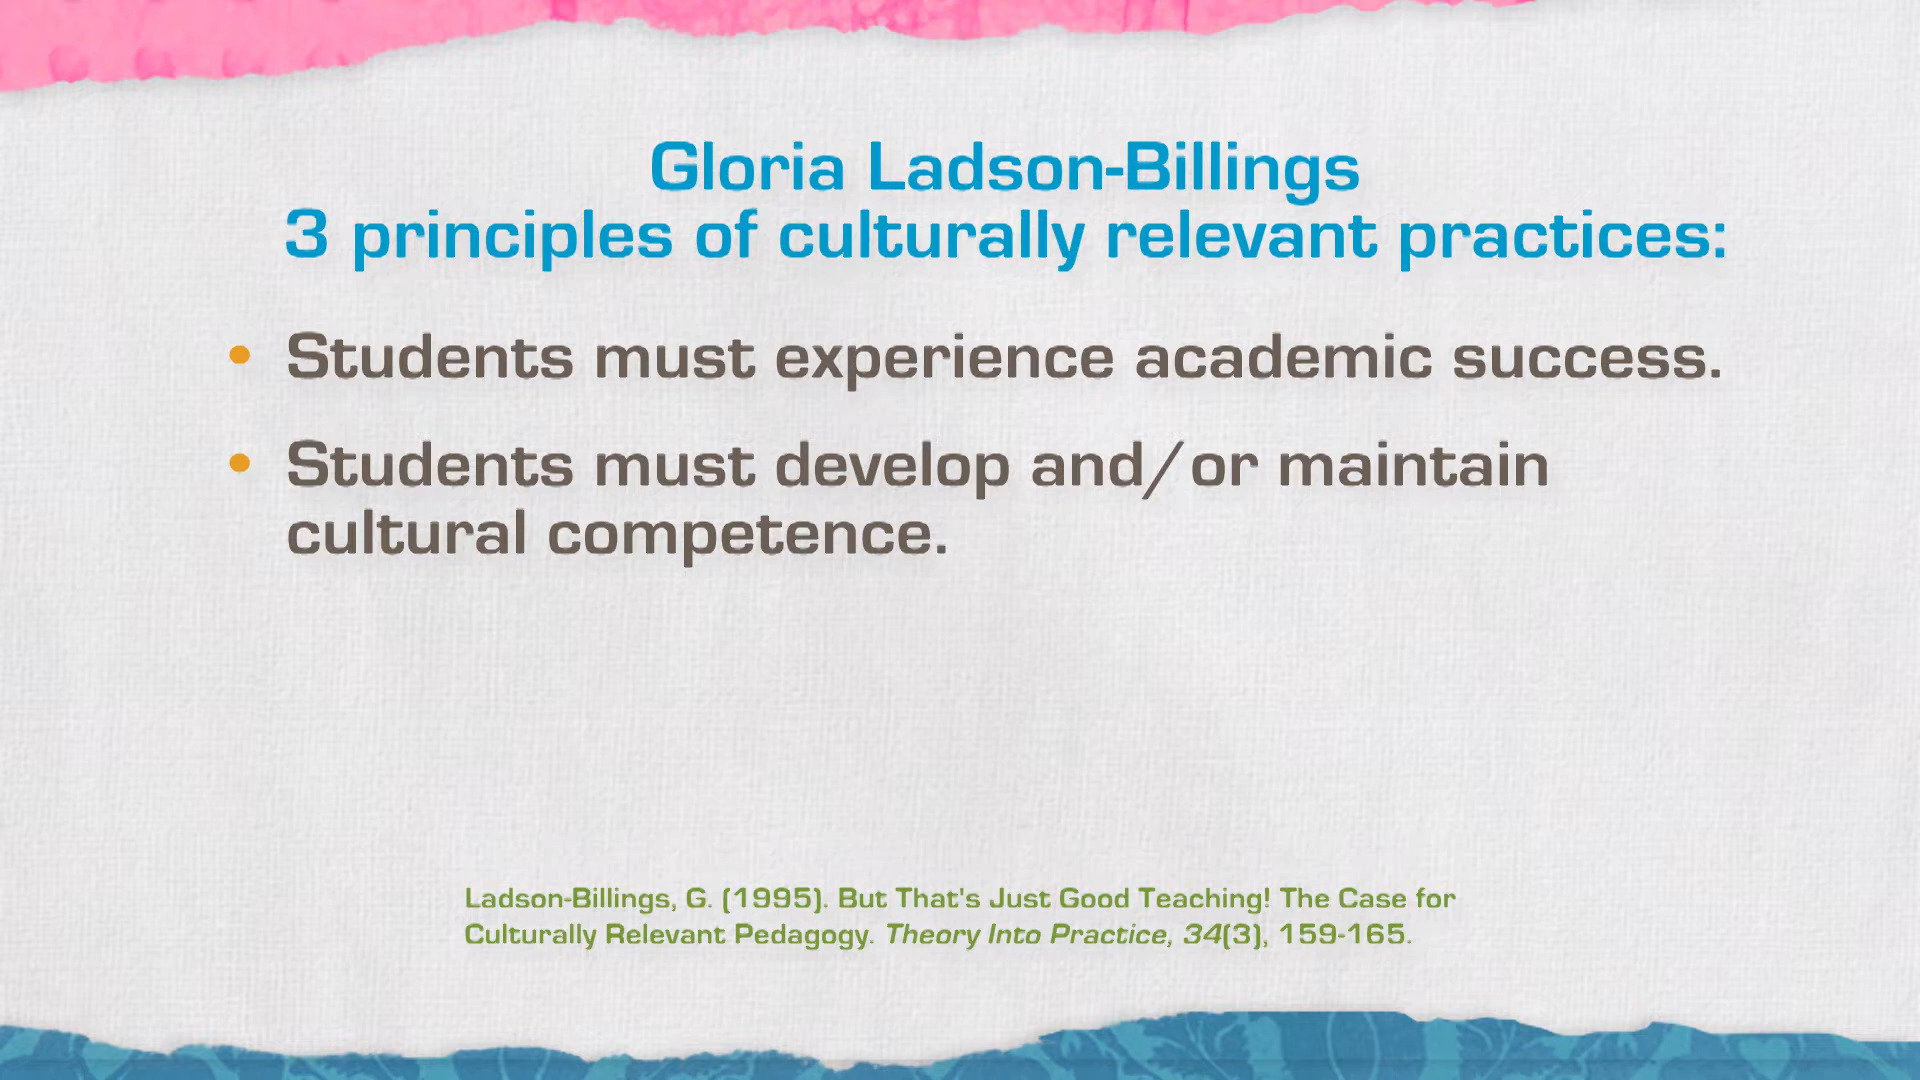 Gloria Ladson-Billings
3 principles of culturally relevant practices:
• Students must experience academic success.
• Students must develop and/or maintain
cultural competence.
Ladson-Billings, G. (1995). But That's Just Good Teaching! The Case for
Culturally Relevant Pedagogy. Theory Into Practice, 34(3), 159-165.